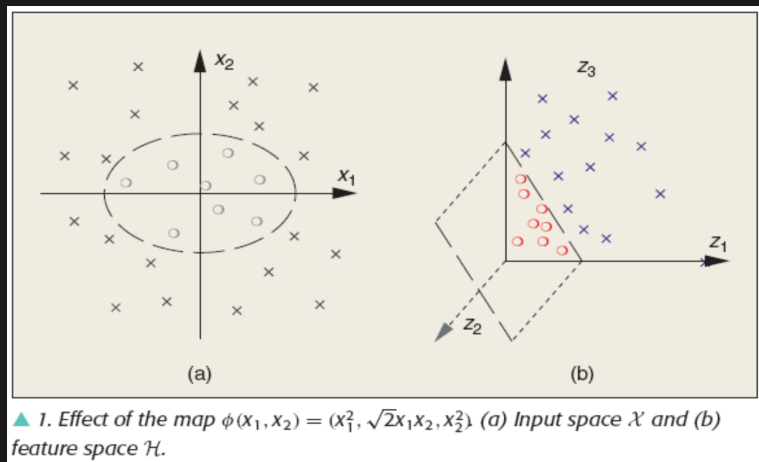 x₂
x₁
(a)
z₃
z₁
z₂
(b)
▲ 1. Effect of the map ϕ(x₁, x₂) = (x₁², √2x₁x₂, x₂²). (a) Input space 𝒳 and (b)
feature space ℋ.